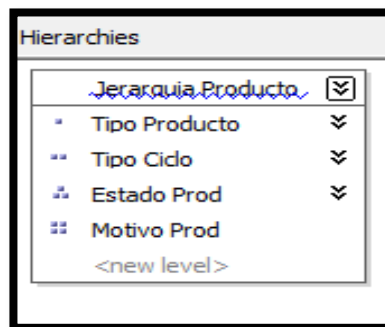 Hierarchies
Jerarquia Producto
Tipo Producto
Tipo Ciclo
Estado Prod
Motivo Prod
<new level>